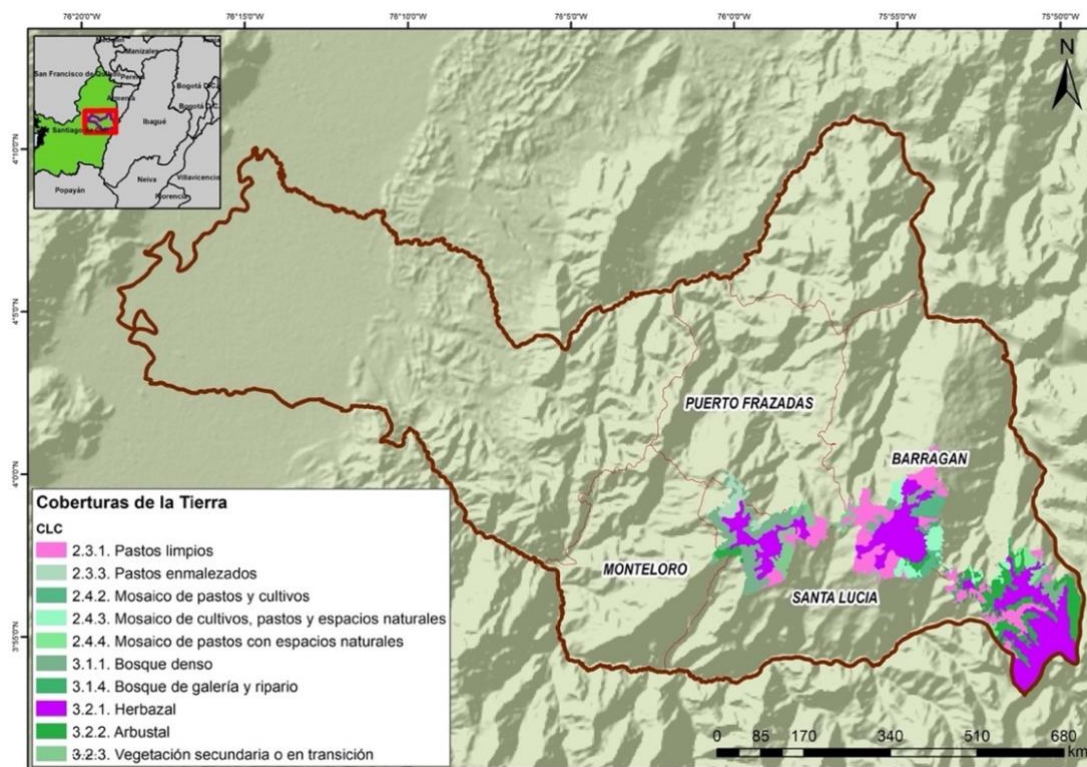 76°20'0"W 76°15'0"W 76°10'0"W 76°5'0"W 76°0'0"W 75°55'0"W 75°50'0"W
N
Manizales
San Francisco de
Pereira
Armenia
Bogotá D.C.
Bogotá D.C.
Ibagué
Santiago de
Popayán
Neiva
Villavicencio
Florencia
4°10'0"N
4°5'0"N
4°0'0"N
3°55'0"N
PUERTO FRAZADAS
BARRAGAN
MONTELORO
SANTA LUCIA
Coberturas de la Tierra
CLC
2.3.1. Pastos limpios
2.3.3. Pastos enmalezados
2.4.2. Mosaico de pastos y cultivos
2.4.3. Mosaico de cultivos, pastos y espacios naturales
2.4.4. Mosaico de pastos con espacios naturales
3.1.1. Bosque denso
3.1.4. Bosque de galería y ripario
3.2.1. Herbazal
3.2.2. Arbustal
3.2.3. Vegetación secundaria o en transición
0 85 170 340 510 680
km